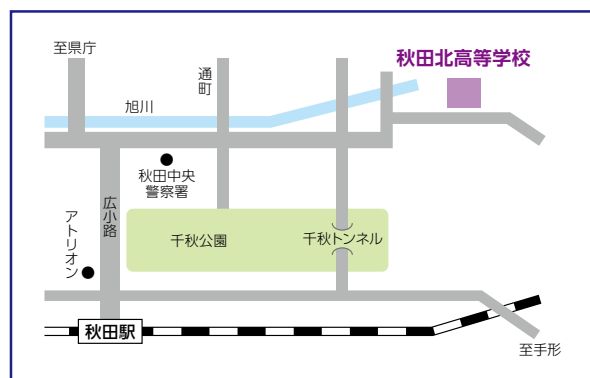 至県庁
通町
秋田北高等学校
旭川
秋田中央
警察署
広小路
アトリオン
千秋公園
千秋トンネル
秋田駅
至手形